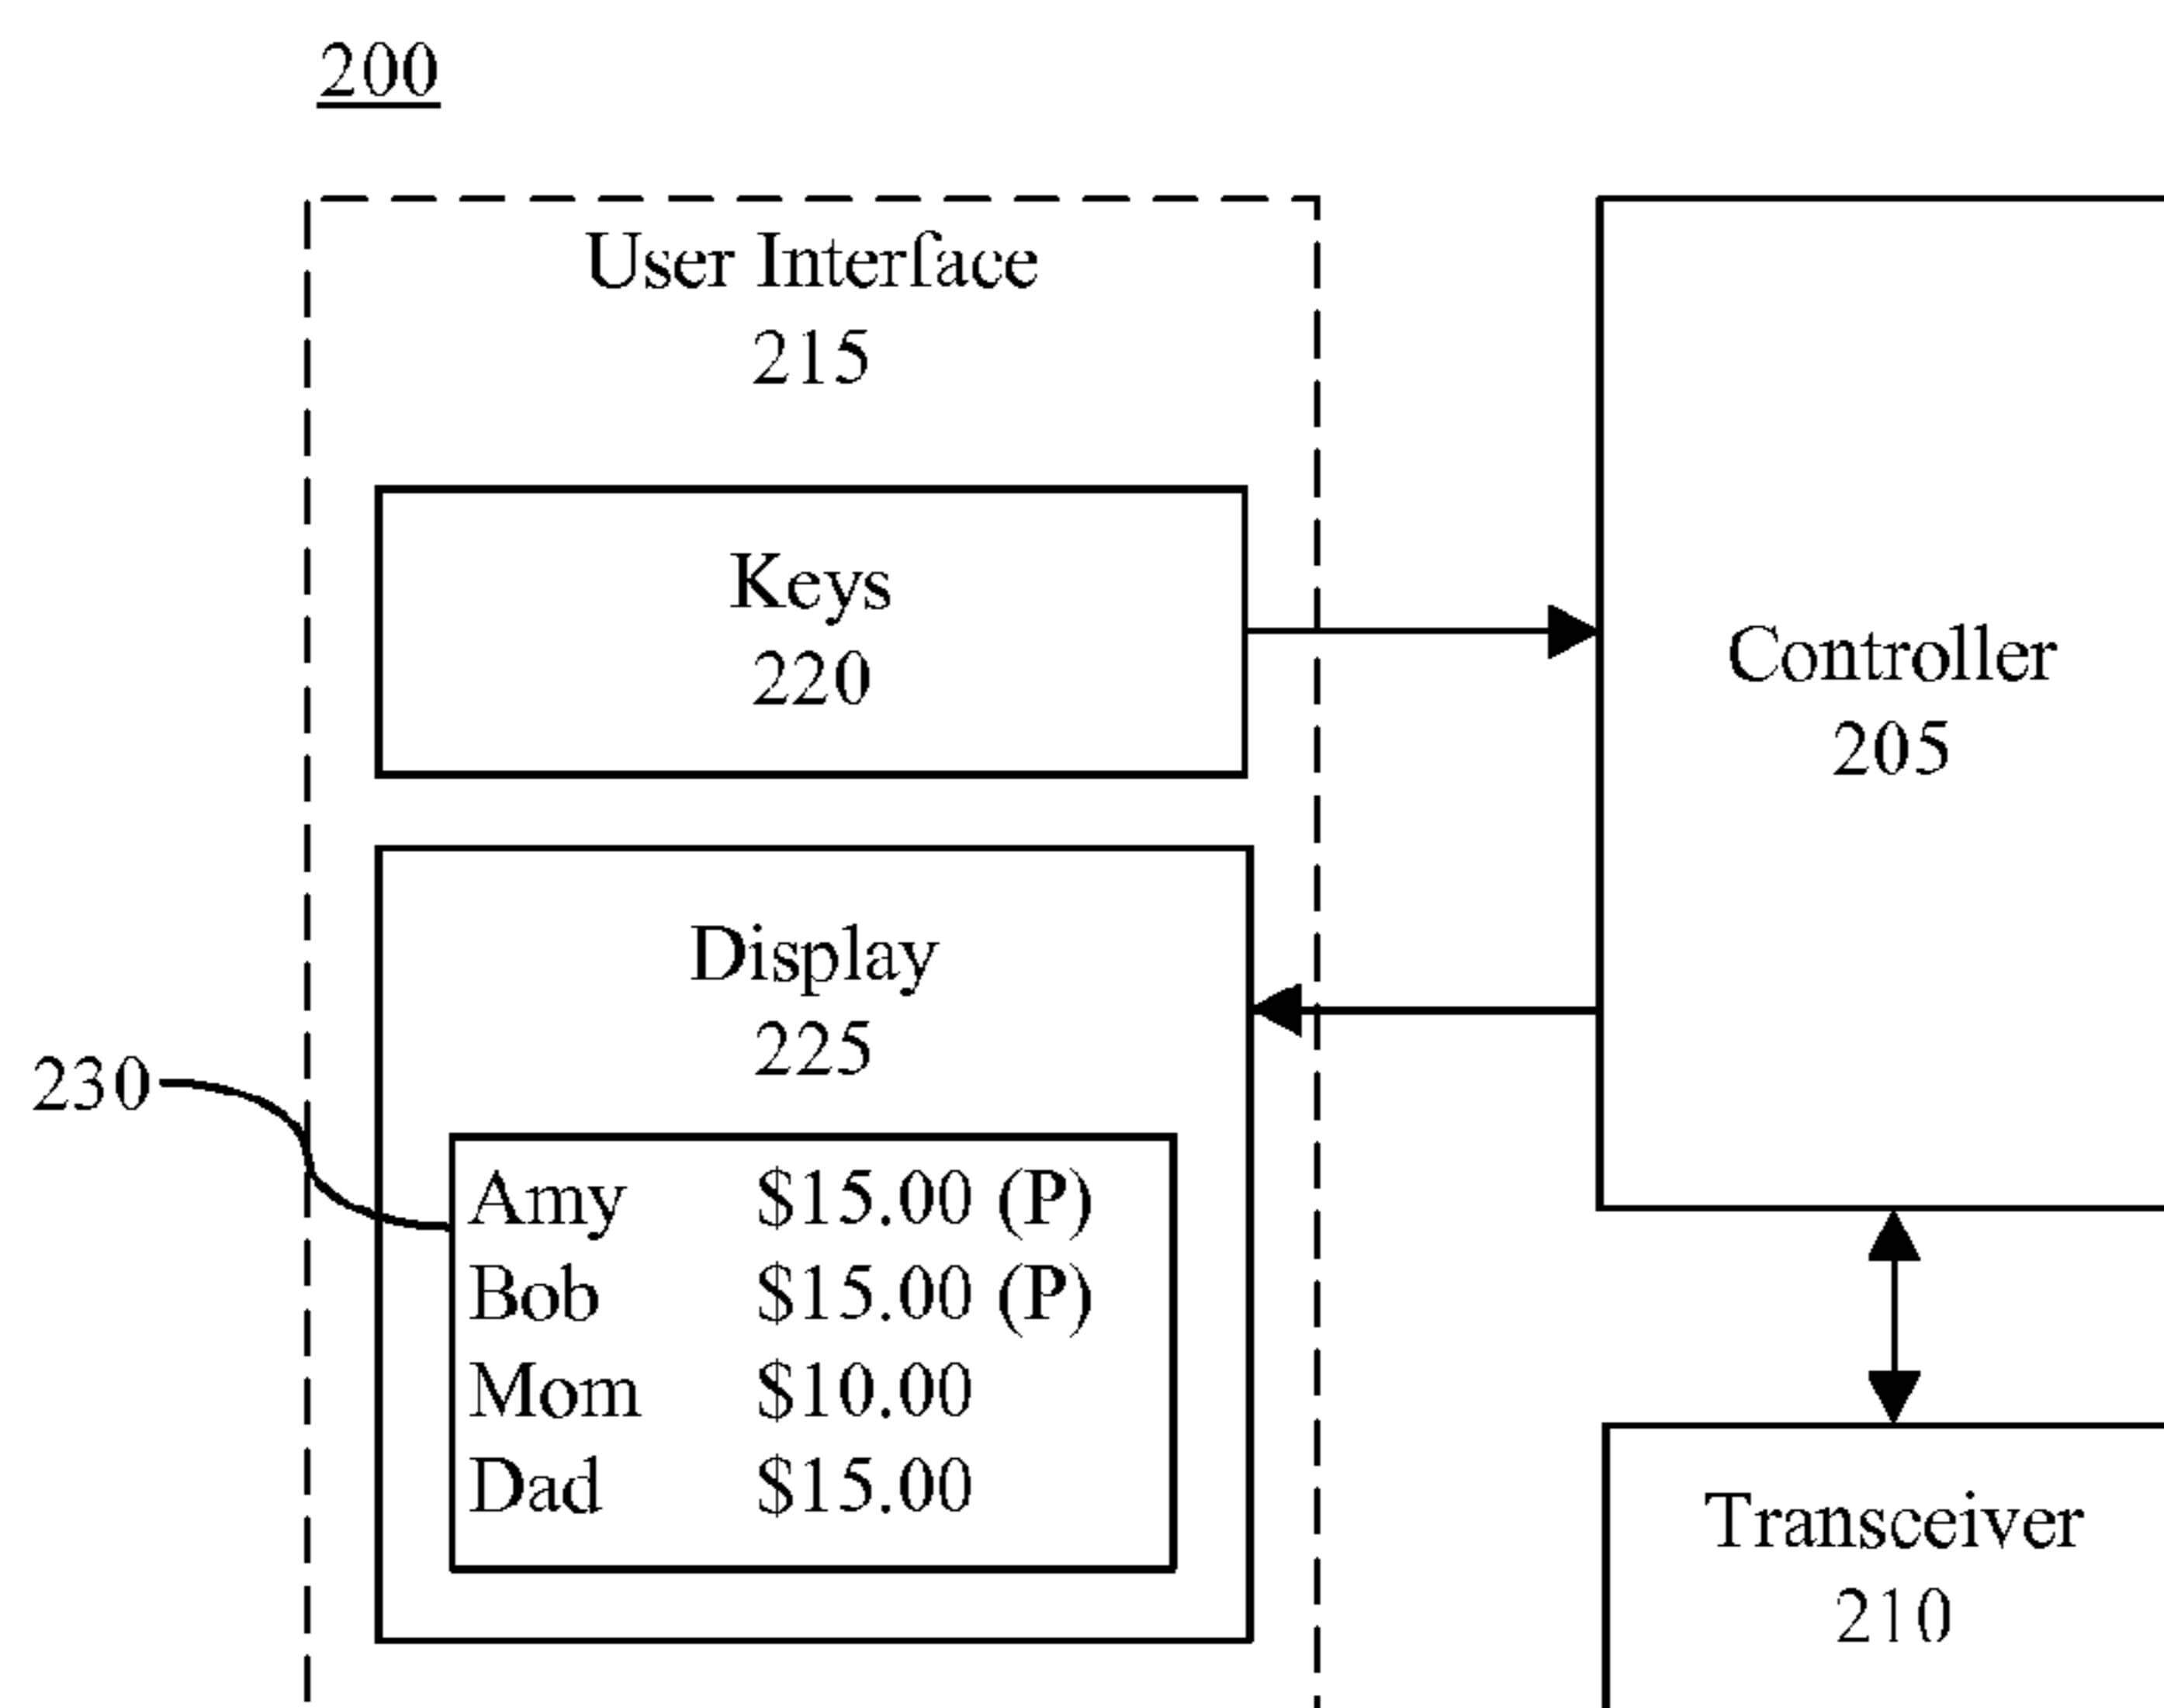 200
User Interface
215
Keys
220
Controller
205
Display
225
230
Amy $15.00 (P)
Bob $15.00 (P)
Mom $10.00
Dad $15.00
Transceiver
210